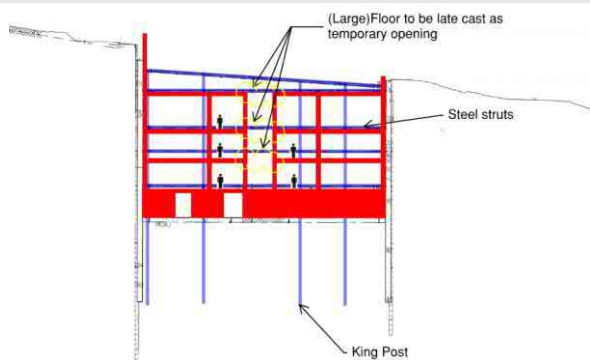 (Large)Floor to be late cast as
temporary opening
Steel struts
King Post